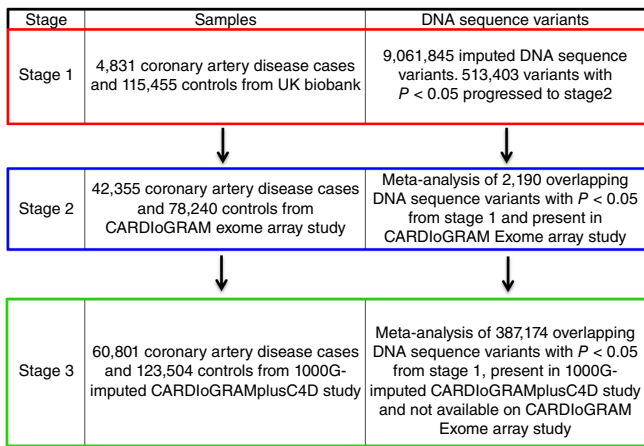 Stage
Samples
DNA sequence variants
Stage 1
4,831 coronary artery disease cases
and 115,455 controls from UK biobank
9,061,845 imputed DNA sequence
variants. 513,403 variants with
P < 0.05 progressed to stage2
Stage 2
42,355 coronary artery disease cases
and 78,240 controls from
CARDIoGRAM exome array study
Meta-analysis of 2,190 overlapping
DNA sequence variants with P < 0.05
from stage 1 and present in
CARDIoGRAM Exome array study
Stage 3
60,801 coronary artery disease cases
and 123,504 controls from 1000G-
imputed CARDIoGRAMplusC4D study
Meta-analysis of 387,174 overlapping
DNA sequence variants with P < 0.05
from stage 1, present in 1000G-
imputed CARDIoGRAMplusC4D study
and not available on CARDIoGRAM
Exome array study